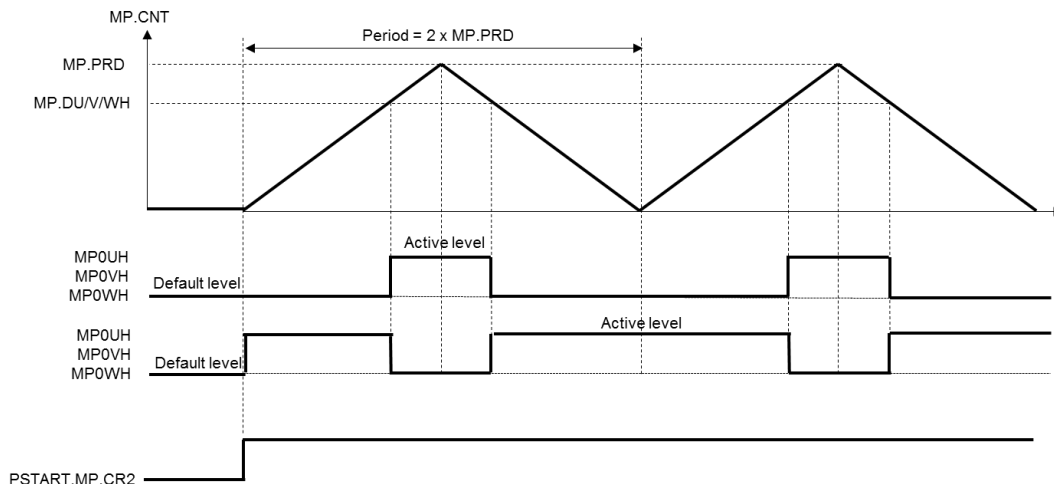 MP.CNT
Period = 2 x MP.PRD
MP.PRD
MP.DU/V/WH
Active level
MP0UH
MP0VH
MP0WH
Default level
MP0UH
MP0VH
MP0WH
Active level
Default level
PSTART.MP.CR2